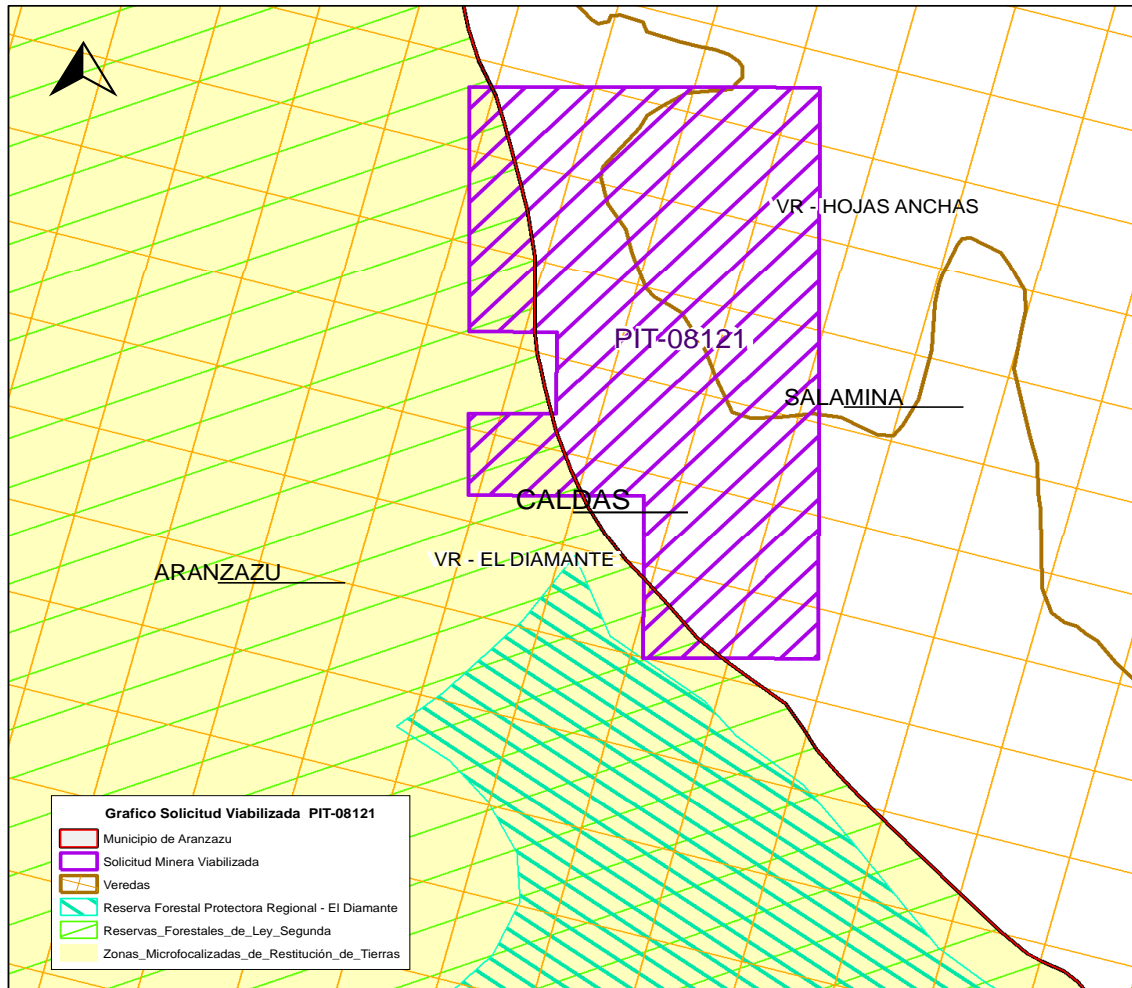 VR - HOJAS ANCHAS
PIT-08121
SALAMINA
CALDAS
VR - EL DIAMANTE
ARANZAZU
Grafico Solicitud Viabilizada PIT-08121
Municipio de Aranzazu
Solicitud Minera Viabilizada
Veredas
Reserva Forestal Protectora Regional - El Diamante
Reservas_Forestales_de_Ley_Segunda
Zonas_Microfocalizadas_de_Restitución_de_Tierras